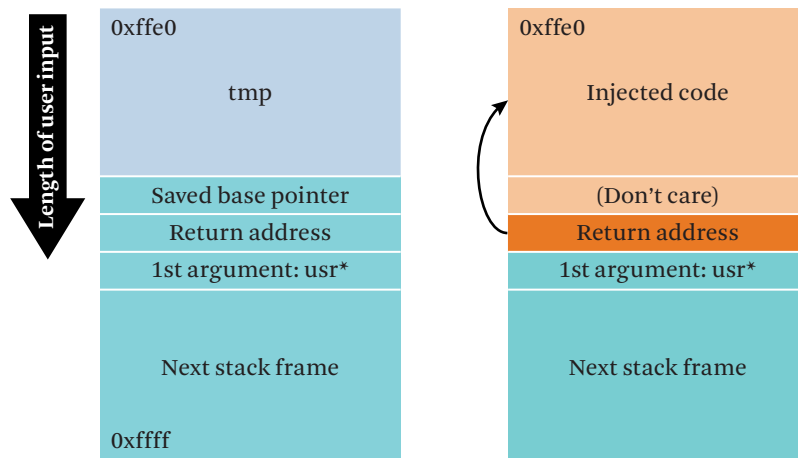 Length of user input
0xffe0
tmp
Saved base pointer
Return address
1st argument: usr*
Next stack frame
0xffff
0xffe0
Injected code
(Don’t care)
Return address
1st argument: usr*
Next stack frame